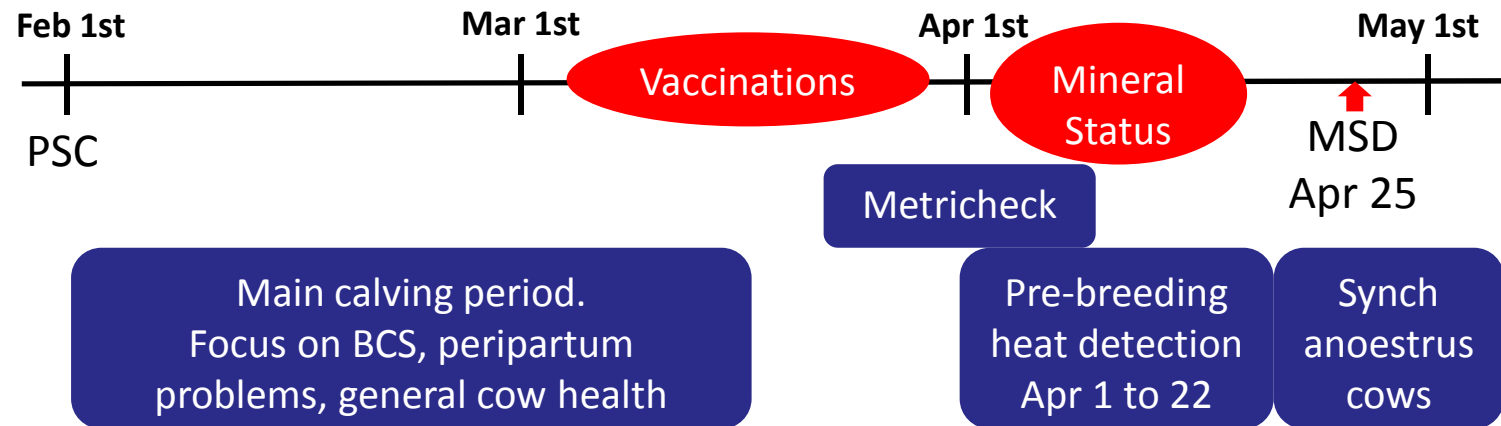 Feb 1st
Mar 1st
Apr 1st
May 1st
Vaccinations
Mineral
Status
PSC
MSD
Apr 25
Metricheck
Main calving period.
Focus on BCS, peripartum
problems, general cow health
Pre-breeding
heat detection
Apr 1 to 22
Synch
anoestrus
cows